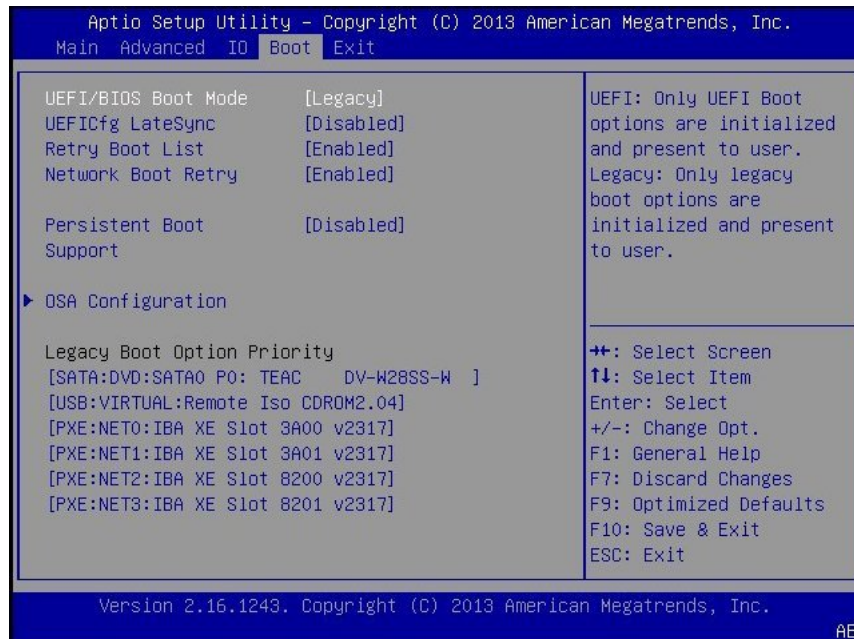 Aptio Setup Utility – Copyright (C) 2013 American Megatrends, Inc.
Main Advanced IO Boot Exit
UEFI/BIOS Boot Mode [Legacy]
UEFICfg LateSync [Disabled]
Retry Boot List [Enabled]
Network Boot Retry [Enabled]
Persistent Boot [Disabled]
Support
OSA Configuration
Legacy Boot Option Priority
[SATA:DVD:SATA0 P0: TEAC DV-W28SS-W ]
[USB:VIRTUAL:Remote Iso CDROM2.04]
[PXE:NET0:IBA XE Slot 3A00 v2317]
[PXE:NET1:IBA XE Slot 3A01 v2317]
[PXE:NET2:IBA XE Slot 8200 v2317]
[PXE:NET3:IBA XE Slot 8201 v2317]
UEFI: Only UEFI Boot
options are initialized
and present to user.
Legacy: Only legacy
boot options are
initialized and present
to user.
→←: Select Screen
↑↓: Select Item
Enter: Select
+/-: Change Opt.
F1: General Help
F7: Discard Changes
F9: Optimized Defaults
F10: Save & Exit
ESC: Exit
Version 2.16.1243. Copyright (C) 2013 American Megatrends, Inc.